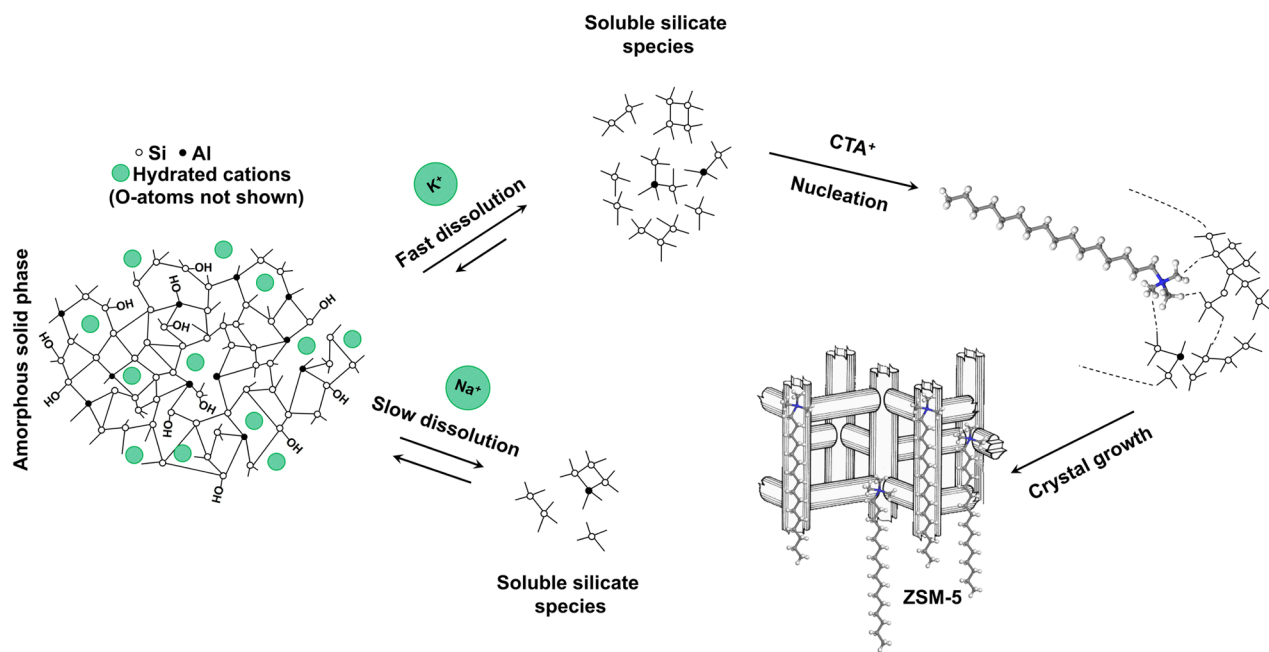 Soluble silicate
species
Si Al
Hydrated cations
(O-atoms not shown)
Amorphous solid phase
OH
HO
OH
OH
OH
HO
HO
OH
OH
HO
OH
HO
K⁺
Fast dissolution
CTA⁺
Nucleation
Na⁺
Slow dissolution
Soluble silicate
species
Crystal growth
ZSM-5